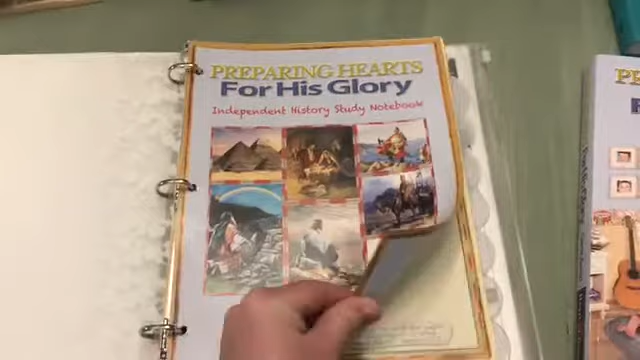 PREPARING HEARTS
For His Glory
Independent History Study Notebook